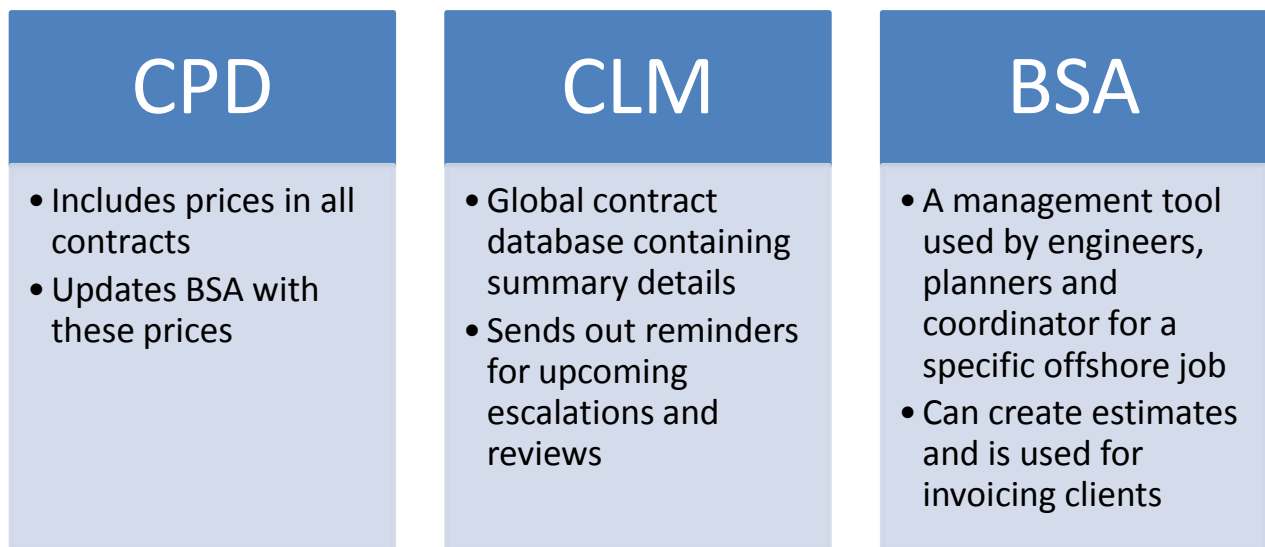 CPD
• Includes prices in all
contracts
• Updates BSA with
these prices
CLM
• Global contract
database containing
summary details
• Sends out reminders
for upcoming
escalations and
reviews
BSA
• A management tool
used by engineers,
planners and
coordinator for a
specific offshore job
• Can create estimates
and is used for
invoicing clients